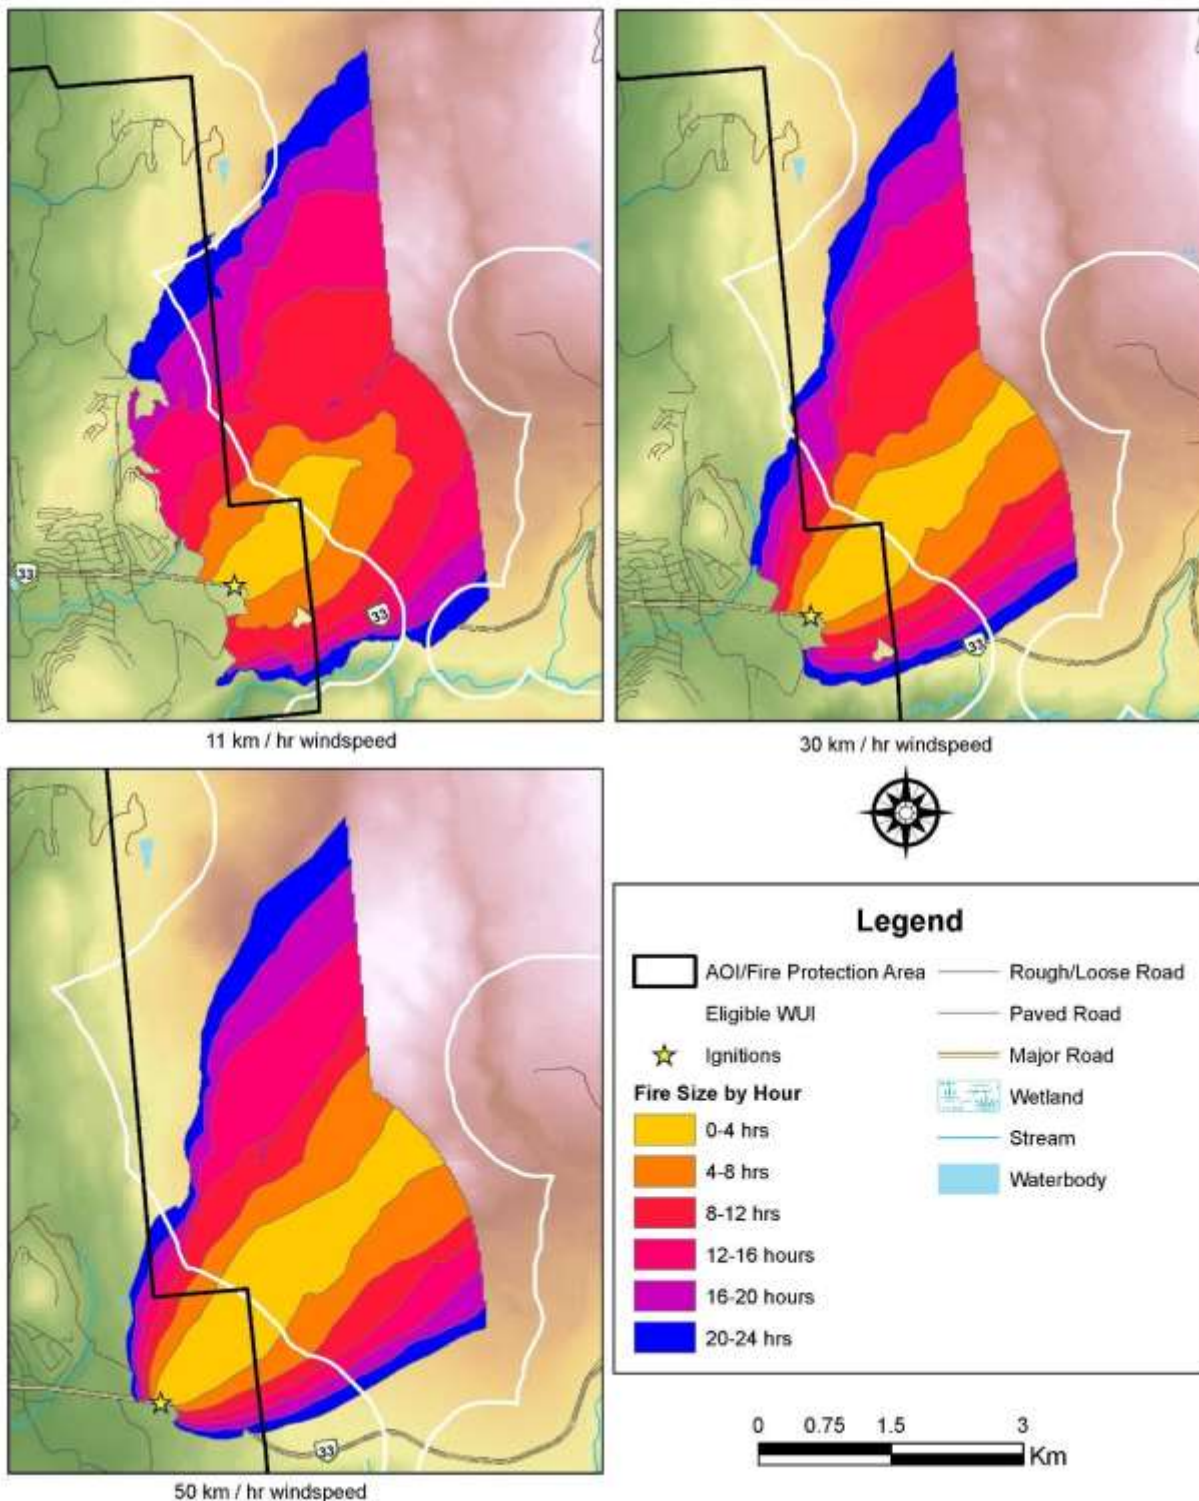 33
33
11 km / hr windspeed
33
30 km / hr windspeed
33
50 km / hr windspeed
Legend
AOI/Fire Protection Area
Eligible WUI
Ignitions
Fire Size by Hour
0-4 hrs
4-8 hrs
8-12 hrs
12-16 hours
16-20 hours
20-24 hrs
Rough/Loose Road
Paved Road
Major Road
Wetland
Stream
Waterbody
0 0.75 1.5 3
Km